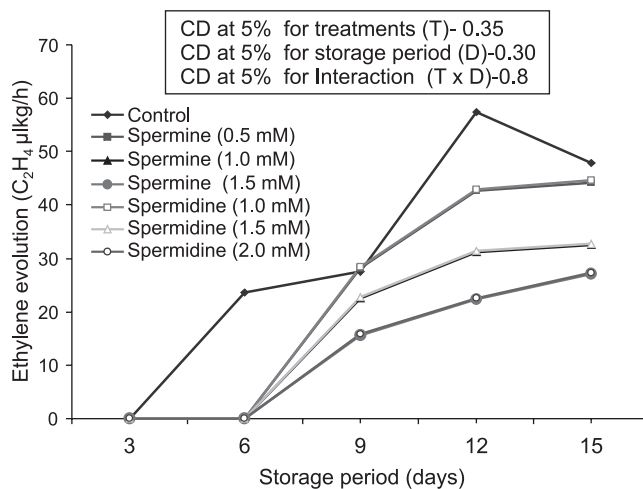 CD at 5% for treatments (T)- 0.35
CD at 5% for storage period (D)-0.30
CD at 5% for Interaction (T x D)-0.8
Control
Spermine (0.5 mM)
Spermine (1.0 mM)
Spermine (1.5 mM)
Spermidine (1.0 mM)
Spermidine (1.5 mM)
Spermidine (2.0 mM)
Ethylene evolution (C₂H₄ µlkg/h)
70
60
50
40
30
20
10
0
3 6 9 12 15
Storage period (days)